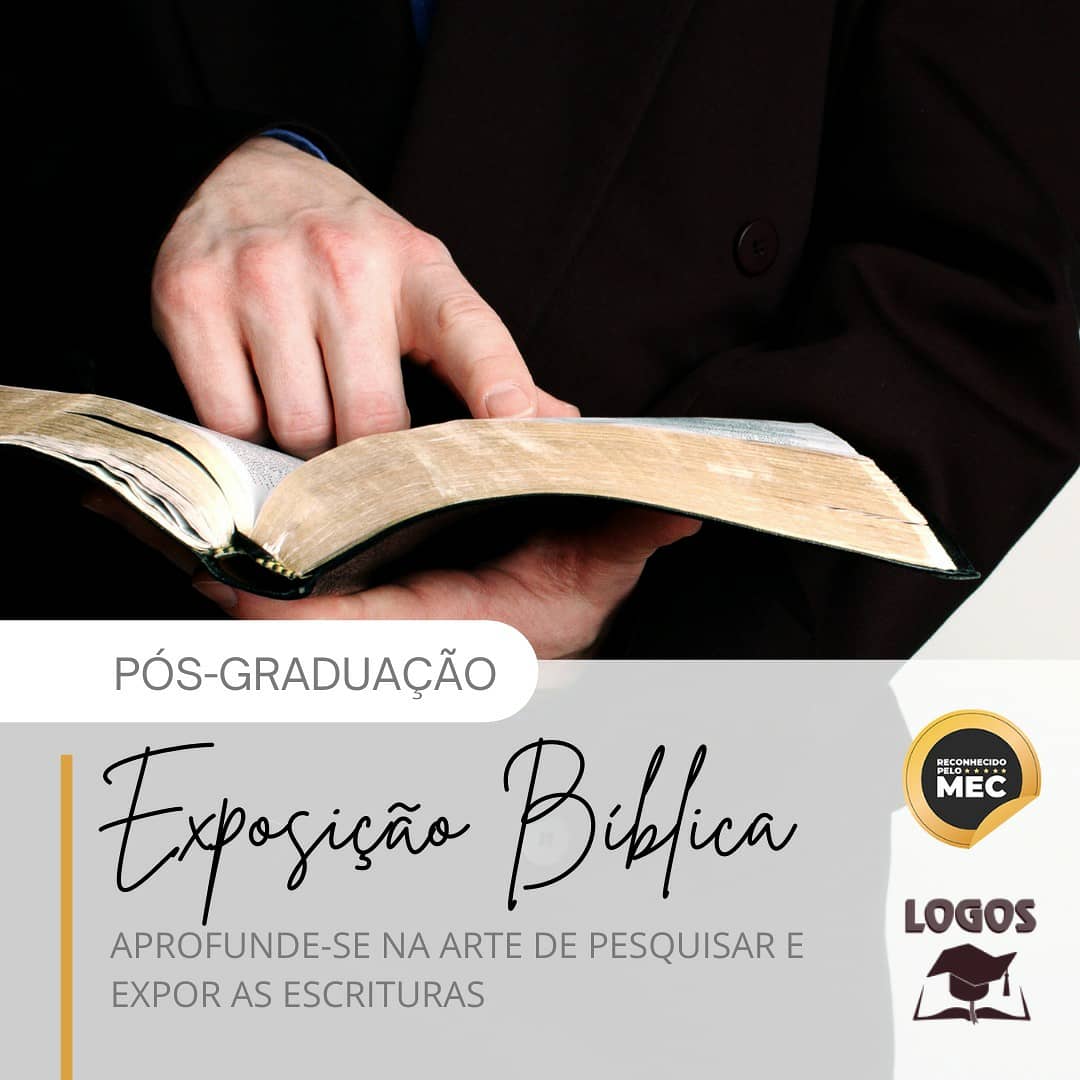 PÓS-GRADUAÇÃO
Exposição Bíblica
APROFUNDE-SE NA ARTE DE PESQUISAR E
EXPOR AS ESCRITURAS
RECONHECIDO
PELO ★★★★★
MEC
LOGOS